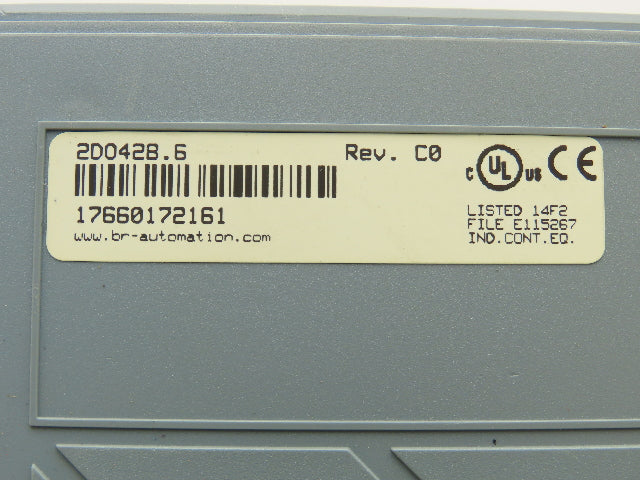 2DO428.6 Rev. C0
17660172161
www.br-automation.com
c UL us CE
LISTED 14F2
FILE E115267
IND.CONT.EQ.